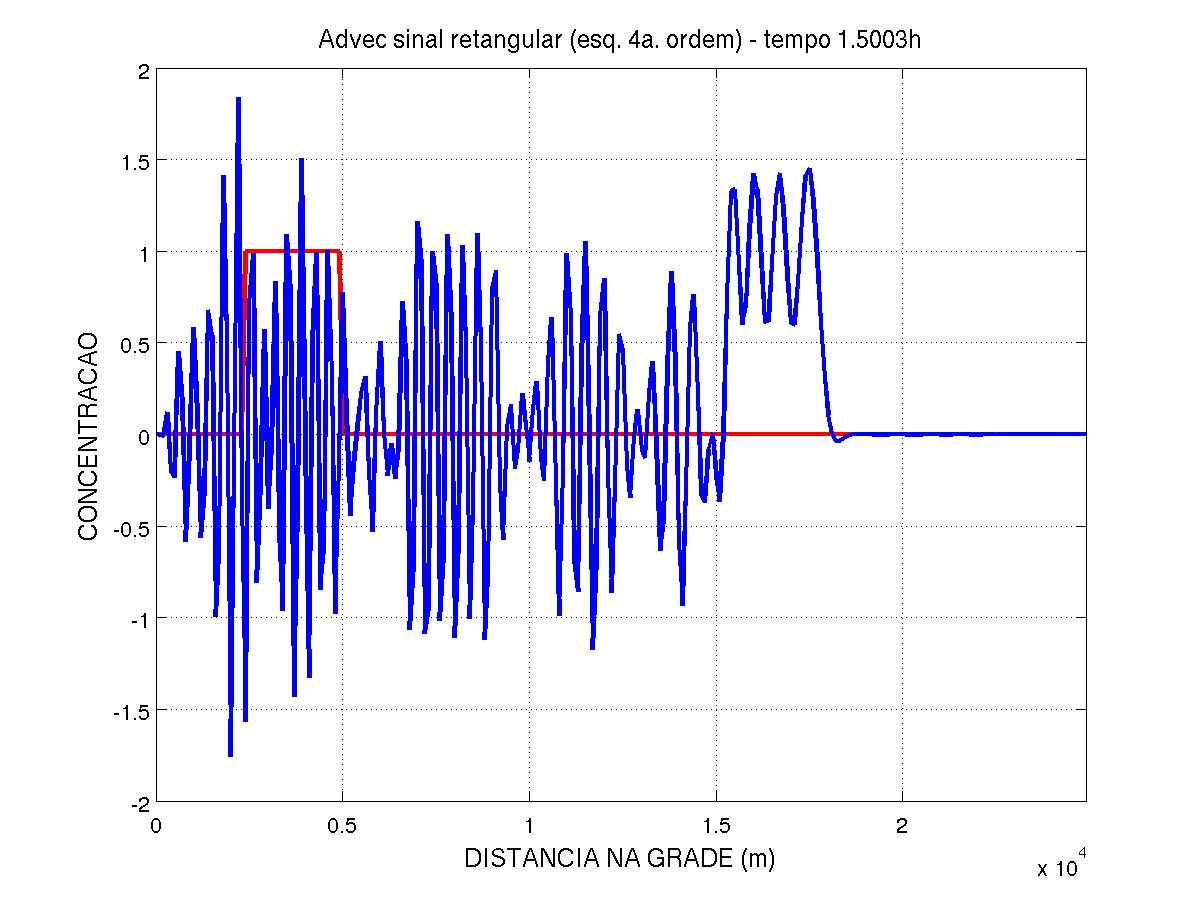 Advec sinal retangular (esq. 4a. ordem) - tempo 1.5003h
2
1.5
1
0.5
0
-0.5
-1
-1.5
-2
CONCENTRACAO
0 0.5 1 1.5 2
DISTANCIA NA GRADE (m)
x 10^4